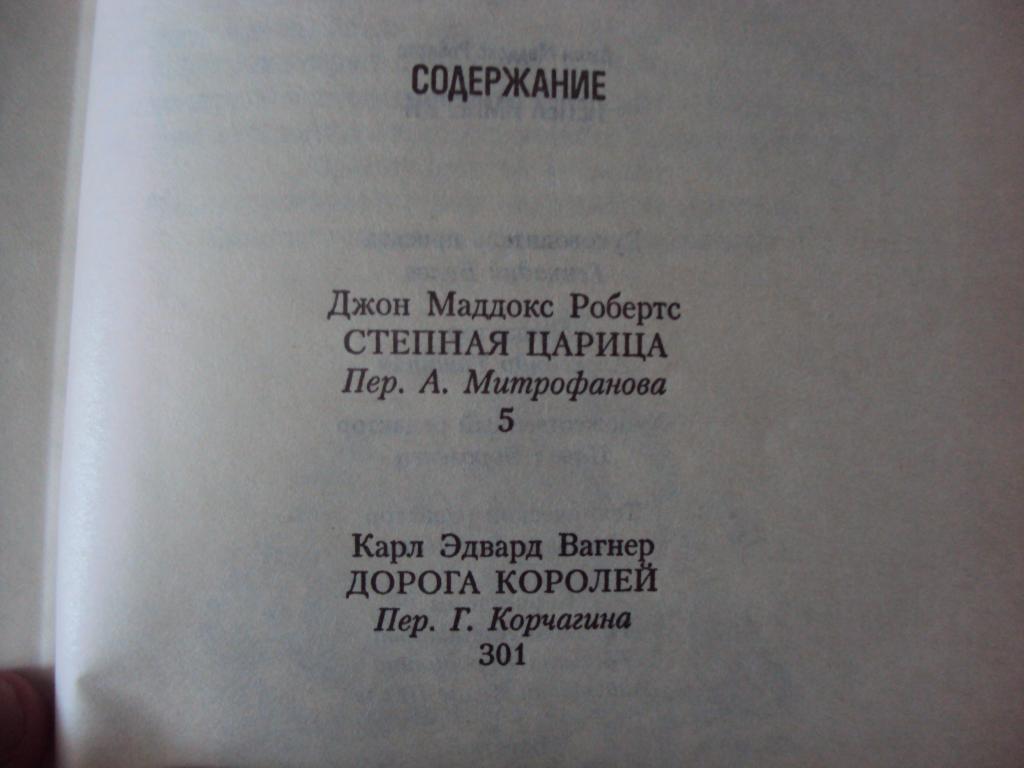 СОДЕРЖАНИЕ
Джон Маддокс Робертс
СТЕПНАЯ ЦАРИЦА
Пер. А. Митрофанова
5
Карл Эдвард Вагнер
ДОРОГА КОРОЛЕЙ
Пер. Г. Корчагина
301